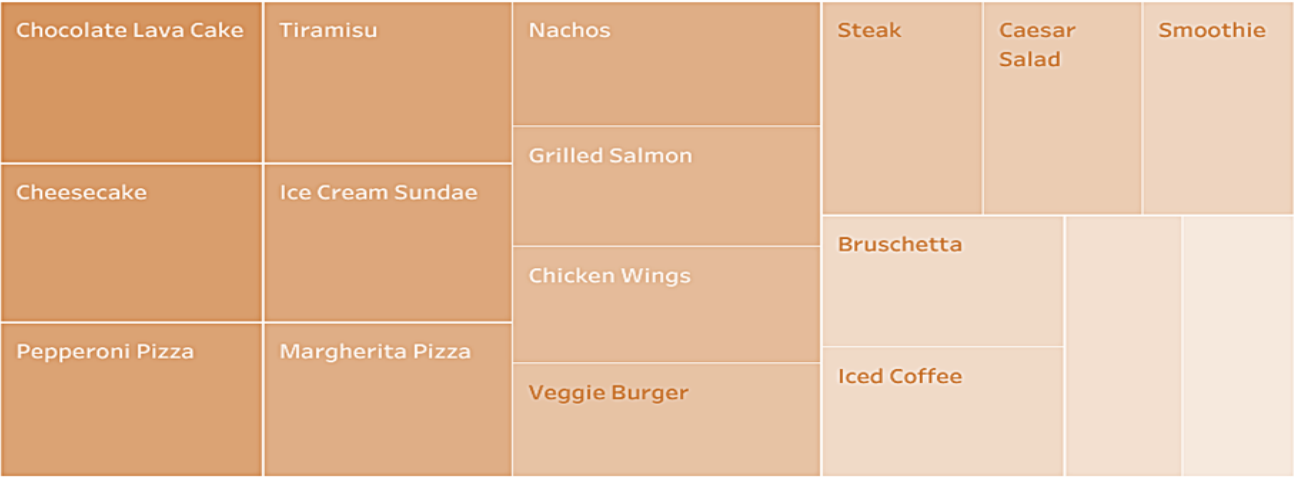 Chocolate Lava Cake
Cheesecake
Pepperoni Pizza
Tiramisu
Ice Cream Sundae
Margherita Pizza
Nachos
Grilled Salmon
Chicken Wings
Veggie Burger
Steak
Caesar
Salad
Smoothie
Bruschetta
Iced Coffee